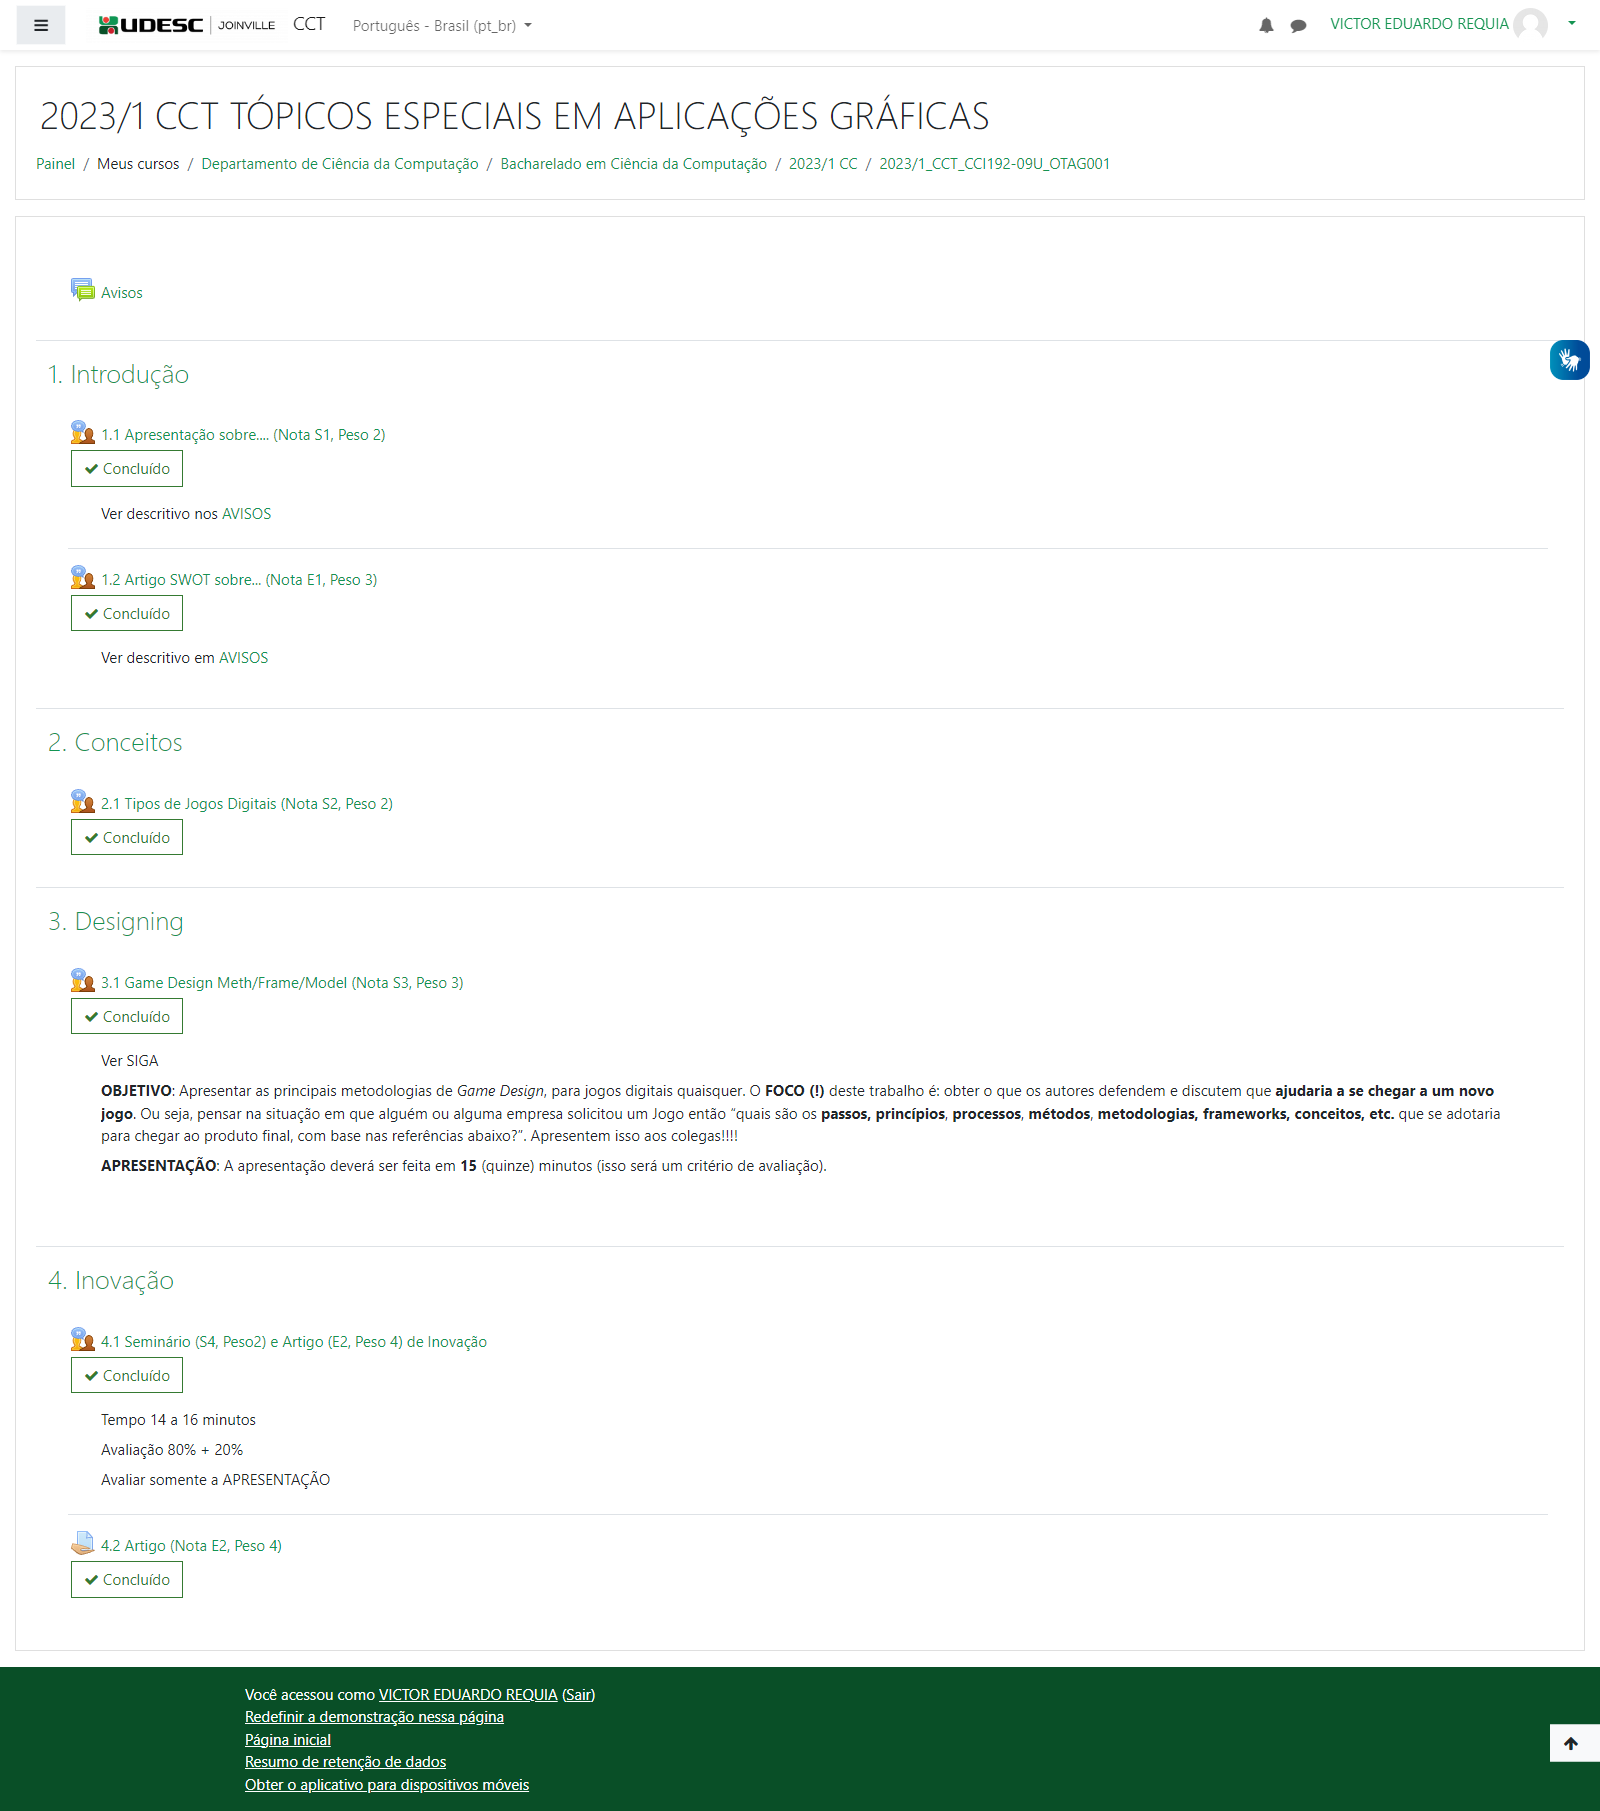 UDESC JOINVILLE CCT Português - Brasil (pt_br) VICTOR EDUARDO REQUIA
2023/1 CCT TÓPICOS ESPECIAIS EM APLICAÇÕES GRÁFICAS
Painel / Meus cursos / Departamento de Ciência da Computação / Bacharelado em Ciência da Computação / 2023/1 CC / 2023/1_CCT_CCI192-09U_OTAG001
Avisos
1. Introdução
1.1 Apresentação sobre.... (Nota S1, Peso 2)
Concluído
Ver descritivo nos AVISOS
1.2 Artigo SWOT sobre... (Nota E1, Peso 3)
Concluído
Ver descritivo em AVISOS
2. Conceitos
2.1 Tipos de Jogos Digitais (Nota S2, Peso 2)
Concluído
3. Designing
3.1 Game Design Meth/Frame/Model (Nota S3, Peso 3)
Concluído
Ver SIGA
OBJETIVO: Apresentar as principais metodologias de Game Design, para jogos digitais quaisquer. O FOCO (!) deste trabalho é: obter o que os autores defendem e discutem que ajudaria a se chegar a um novo
jogo. Ou seja, pensar na situação em que alguém ou alguma empresa solicitou um Jogo então “quais são os passos, princípios, processos, métodos, metodologias, frameworks, conceitos, etc. que se adotaria
para chegar ao produto final, com base nas referências abaixo?”. Apresentem isso aos colegas!!!!
APRESENTAÇÃO: A apresentação deverá ser feita em 15 (quinze) minutos (isso será um critério de avaliação).
4. Inovação
4.1 Seminário (S4, Peso2) e Artigo (E2, Peso 4) de Inovação
Concluído
Tempo 14 a 16 minutos
Avaliação 80% + 20%
Avaliar somente a APRESENTAÇÃO
4.2 Artigo (Nota E2, Peso 4)
Concluído
Você acessou como VICTOR EDUARDO REQUIA (Sair)
Redefinir a demonstração nessa página
Página inicial
Resumo de retenção de dados
Obter o aplicativo para dispositivos móveis